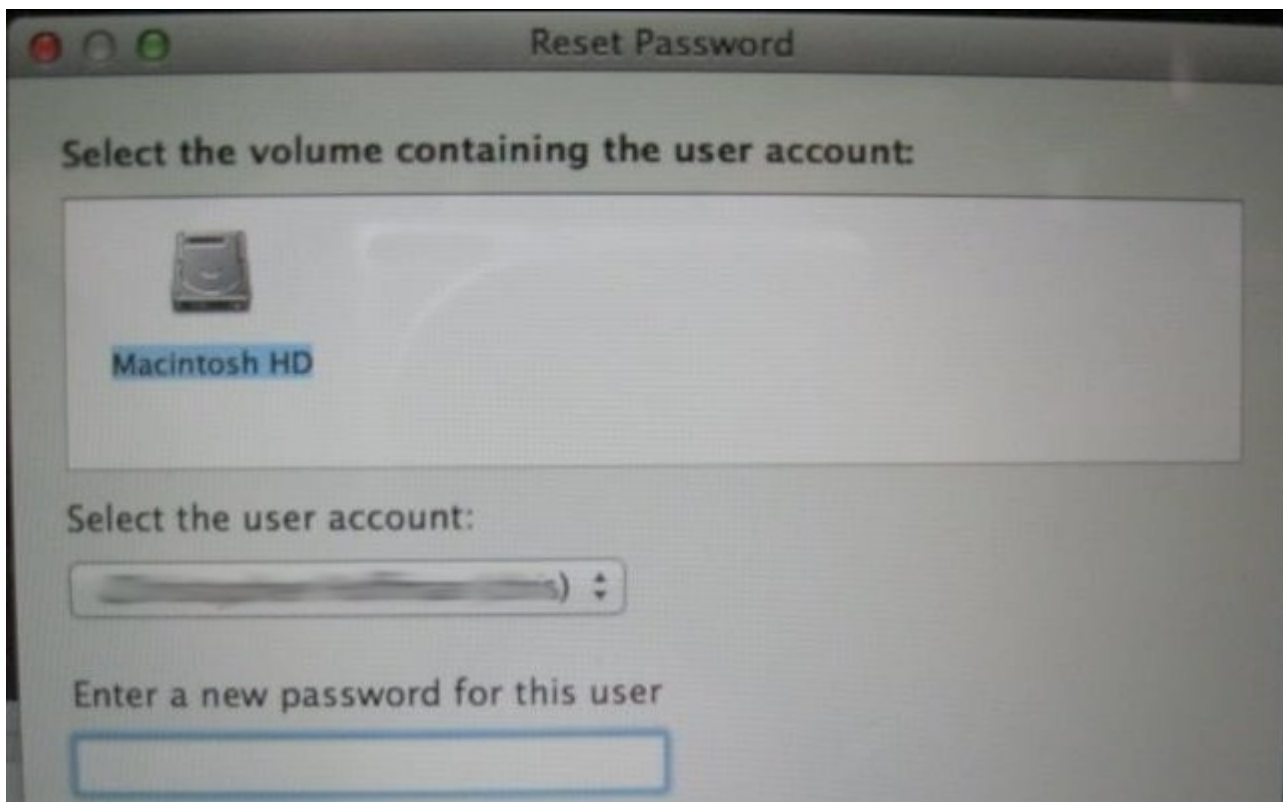 Reset Password
Select the volume containing the user account:
Macintosh HD
Select the user account:
Enter a new password for this user